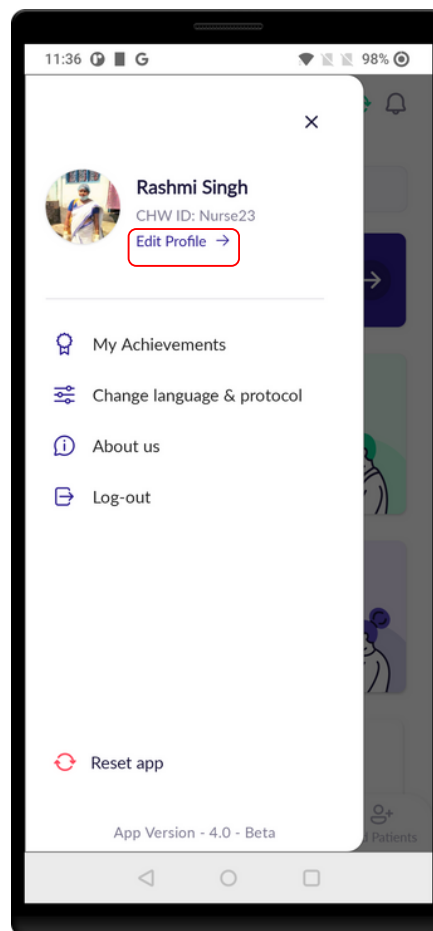 11:36 G 98%
Rashmi Singh
CHW ID: Nurse23
Edit Profile →
My Achievements
Change language & protocol
About us
Log-out
Reset app
App Version - 4.0 - Beta
Patients